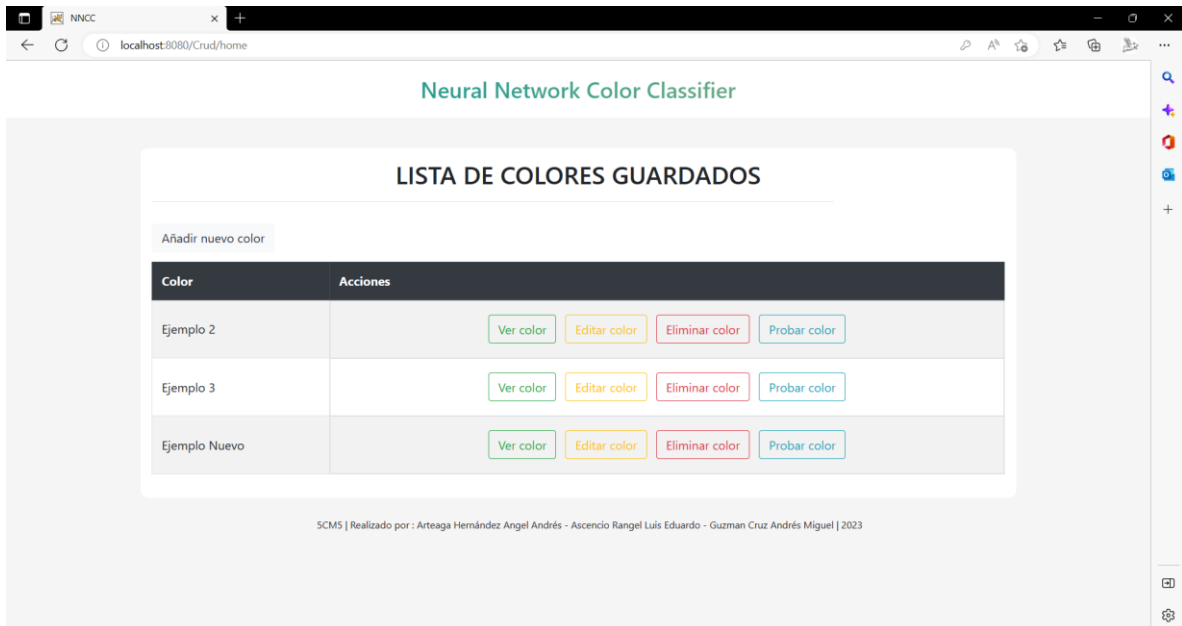 NNCC
localhost:8080/Crud/home
Neural Network Color Classifier
LISTA DE COLORES GUARDADOS
Añadir nuevo color
Color Acciones
Ejemplo 2 Ver color Editar color Eliminar color Probar color
Ejemplo 3 Ver color Editar color Eliminar color Probar color
Ejemplo Nuevo Ver color Editar color Eliminar color Probar color
5CM5 | Realizado por : Arteaga Hernández Angel Andrés - Ascencio Rangel Luis Eduardo - Guzman Cruz Andrés Miguel | 2023